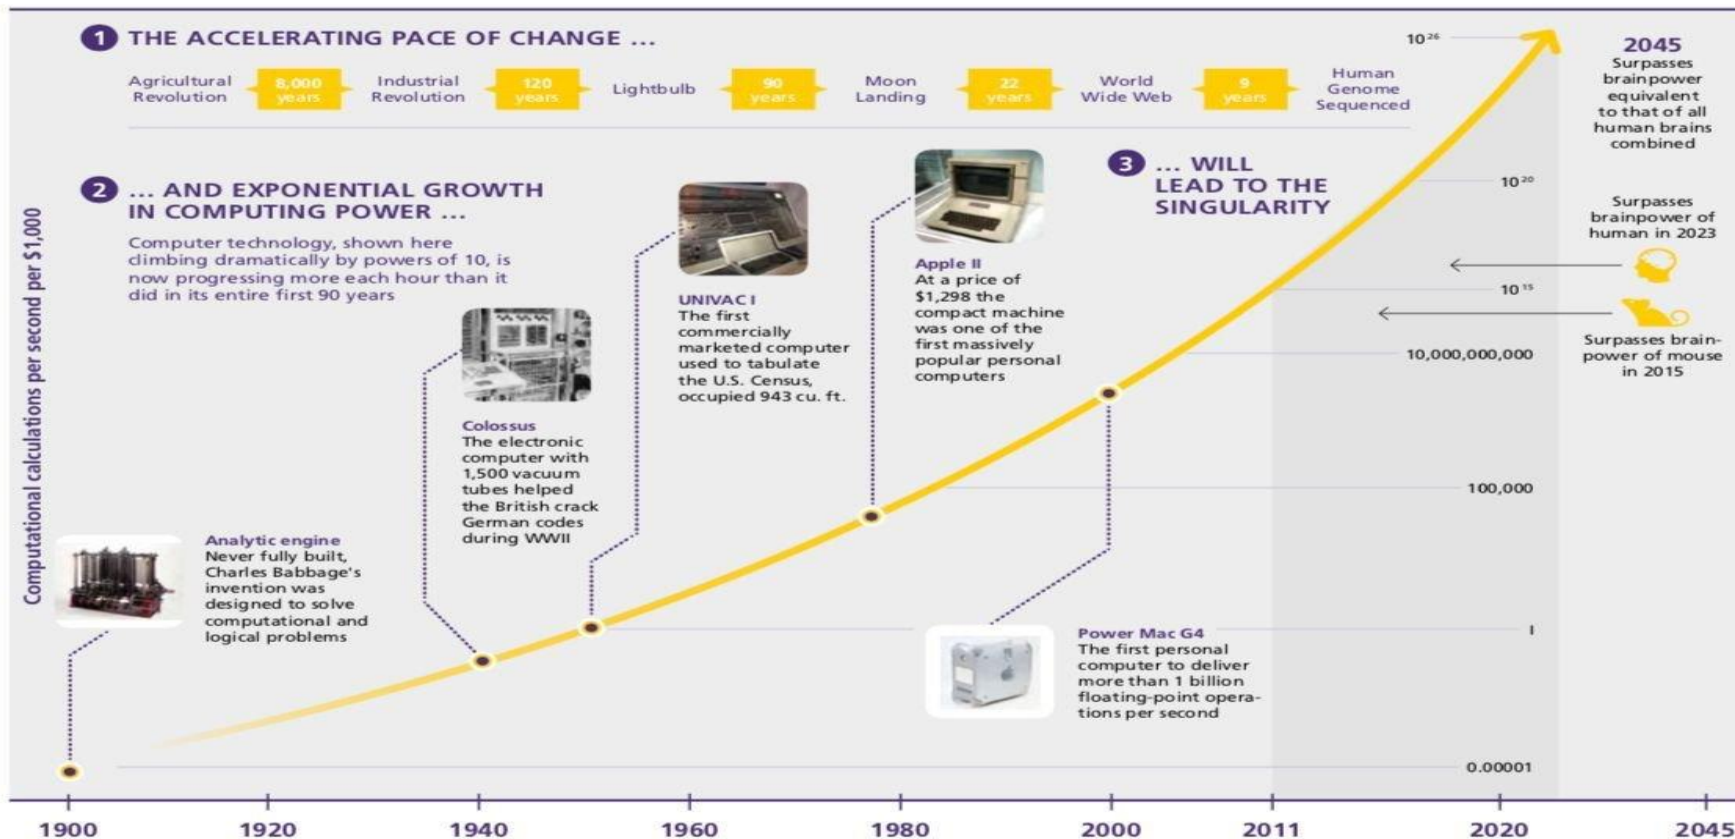 1 THE ACCELERATING PACE OF CHANGE ...
Agricultural
Revolution
8,000
years
Industrial
Revolution
120
years
Lightbulb
90
years
Moon
Landing
22
years
World
Wide Web
9
years
Human
Genome
Sequenced
2 ... AND EXPONENTIAL GROWTH
IN COMPUTING POWER ...
Computer technology, shown here
climbing dramatically by powers of 10, is
now progressing more each hour than it
did in its entire first 90 years
3 ... WILL
LEAD TO THE
SINGULARITY
Computational calculations per second per $1,000
Analytic engine
Never fully built,
Charles Babbage's
invention was
designed to solve
computational and
logical problems
Colossus
The electronic
computer with
1,500 vacuum
tubes helped
the British crack
German codes
during WWII
UNIVAC I
The first
commercially
marketed computer
used to tabulate
the U.S. Census,
occupied 943 cu. ft.
Apple II
At a price of
$1,298 the
compact machine
was one of the
first massively
popular personal
computers
Power Mac G4
The first personal
computer to deliver
more than 1 billion
floating-point opera-
tions per second
10²⁶
10²⁰
10¹⁵
10,000,000,000
100,000
I
0.00001
2045
Surpasses
brainpower
equivalent
to that of all
human brains
combined
Surpasses
brainpower of
human in 2023
Surpasses brain-
power of mouse
in 2015
1900
1920
1940
1960
1980
2000
2011
2020
2045